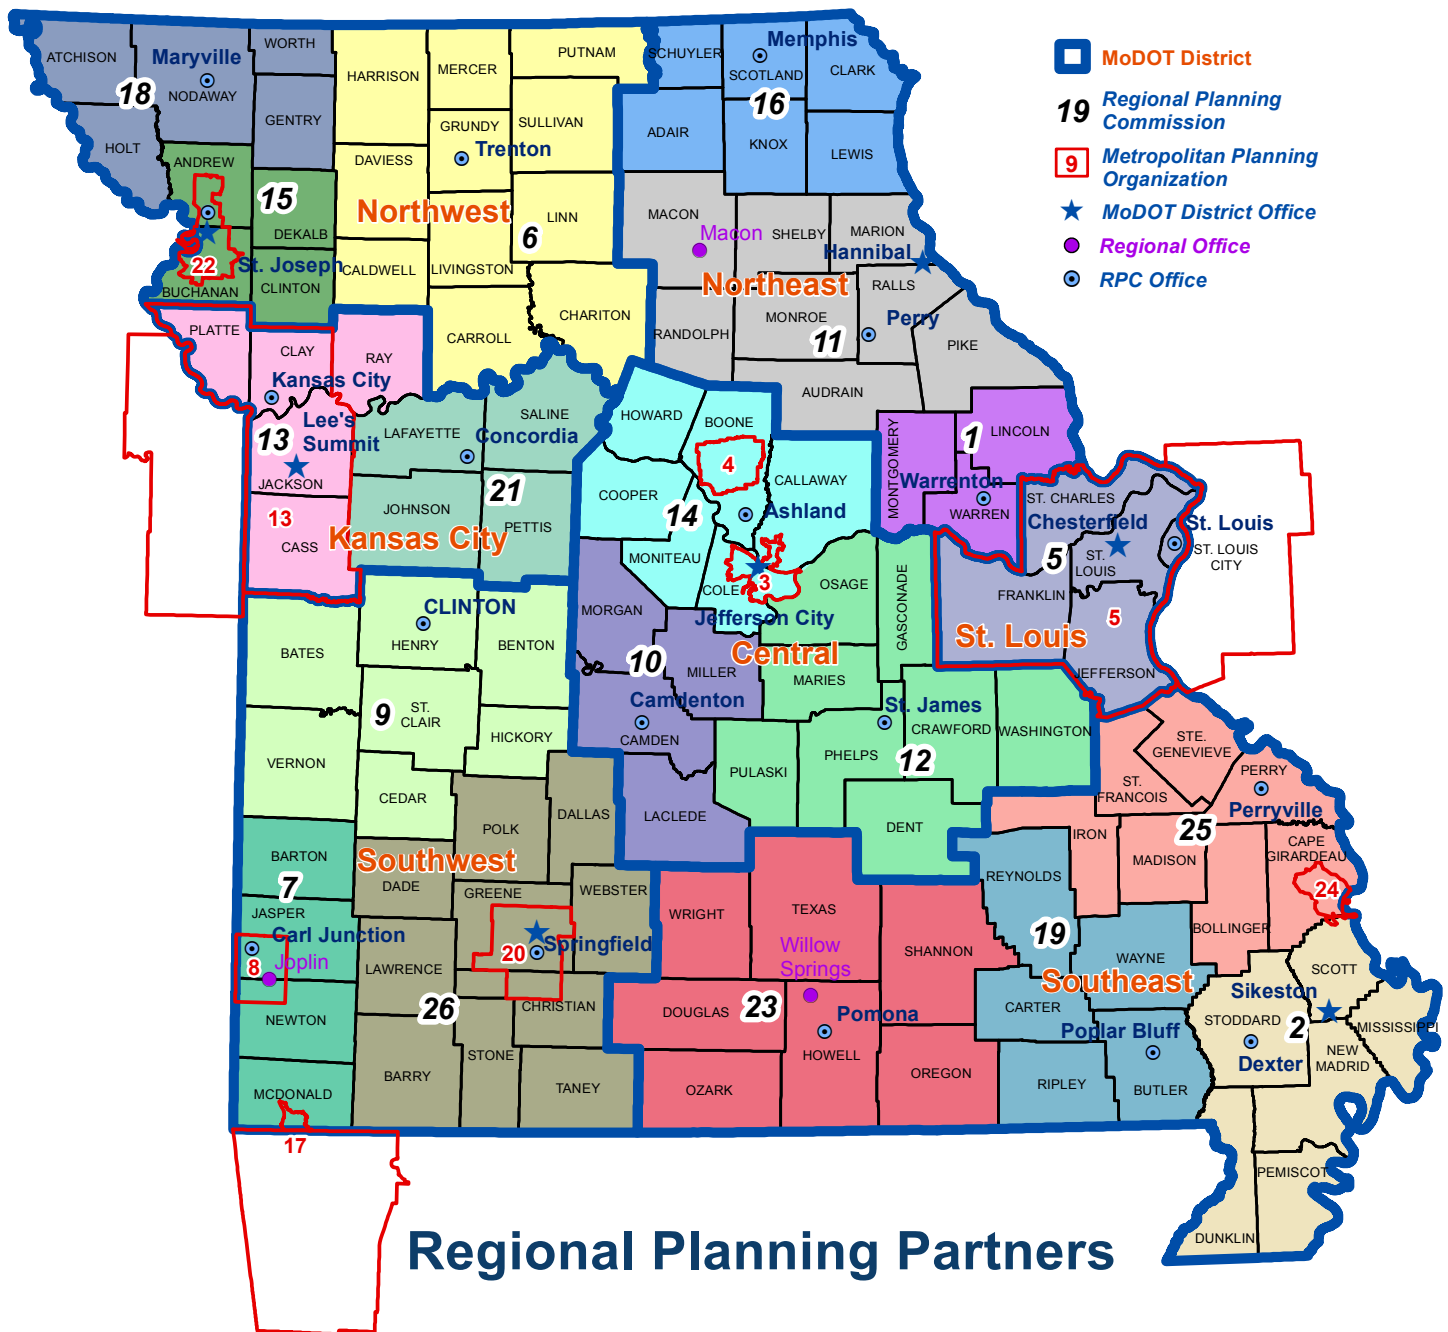 ATCHISON
Maryville
NODAWAY
WORTH
18
HOLT
GENTRY
ANDREW
15
DEKALB
22
St. Joseph
BUCHANAN
CLINTON
HARRISON
MERCER
PUTNAM
GRUNDY
SULLIVAN
Trenton
DAVIESS
Northwest
LINN
6
CALDWELL
LIVINGSTON
CARROLL
CHARITON
SCHUYLER
Memphis
SCOTLAND
CLARK
16
ADAIR
KNOX
LEWIS
MACON
Macon
SHELBY
MARION
Hannibal
Northeast
RALLS
RANDOLPH
MONROE
11
Perry
PIKE
AUDRAIN
MoDOT District
19
Regional Planning
Commission
9
Metropolitan Planning
Organization
MoDOT District Office
Regional Office
RPC Office
PLATTE
CLAY
RAY
Kansas City
Lee's
Summit
13
JACKSON
13
CASS
LAFAYETTE
SALINE
Concordia
21
JOHNSON
PETTIS
Kansas City
HOWARD
BOONE
4
COOPER
CALLAWAY
14
Ashland
MONITEAU
COLE
3
Jefferson City
OSAGE
Central
GASCONADE
MONTGOMERY
1
LINCOLN
Warrenton
WARREN
ST. CHARLES
Chesterfield
St. Louis
ST. LOUIS
CITY
5
ST.
LOUIS
FRANKLIN
5
St. Louis
JEFFERSON
MORGAN
10
MILLER
MARIES
Camdenton
CAMDEN
LACLEDE
PULASKI
PHELPS
St. James
CRAWFORD
WASHINGTON
12
DENT
CLINTON
HENRY
BATES
BENTON
9
ST.
CLAIR
HICKORY
VERNON
CEDAR
POLK
DALLAS
BARTON
Southwest
7
DADE
GREENE
WEBSTER
JASPER
Carl Junction
8
Joplin
20
Springfield
LAWRENCE
26
CHRISTIAN
NEWTON
STONE
BARRY
TANEY
MCDONALD
17
WRIGHT
TEXAS
SHANNON
Willow
Springs
DOUGLAS
23
Pomona
HOWELL
OZARK
OREGON
STE.
GENEVIEVE
PERRY
ST.
FRANCOIS
Perryville
25
IRON
MADISON
CAPE
GIRARDEAU
24
REYNOLDS
BOLLINGER
19
WAYNE
Southeast
CARTER
Poplar Bluff
RIPLEY
BUTLER
SCOTT
Sikeston
STODDARD
2
MISSISSIPPI
Dexter
NEW
MADRID
PEMISCOT
DUNKLIN
Regional Planning Partners